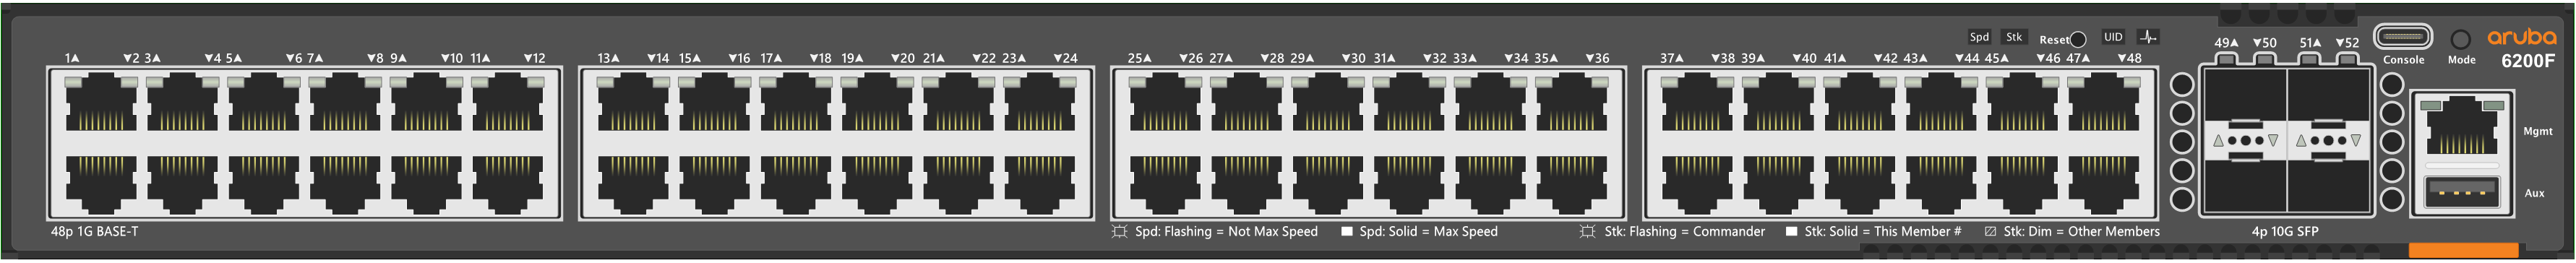 Spd Stk Reset UID
49▲ ▼50 51▲ ▼52
Console
Mode
aruba
6200F
1▲ ▼2 3▲ ▼4 5▲ ▼6 7▲ ▼8 9▲ ▼10 11▲ ▼12
13▲ ▼14 15▲ ▼16 17▲ ▼18 19▲ ▼20 21▲ ▼22 23▲ ▼24
25▲ ▼26 27▲ ▼28 29▲ ▼30 31▲ ▼32 33▲ ▼34 35▲ ▼36
37▲ ▼38 39▲ ▼40 41▲ ▼42 43▲ ▼44 45▲ ▼46 47▲ ▼48
Mgmt
Aux
48p 1G BASE-T
Spd: Flashing = Not Max Speed
Spd: Solid = Max Speed
Stk: Flashing = Commander
Stk: Solid = This Member #
Stk: Dim = Other Members
4p 10G SFP